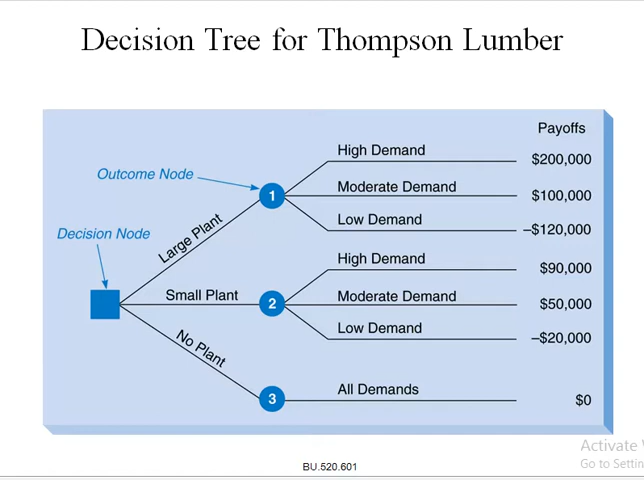 Decision Tree for Thompson Lumber
Payoffs
High Demand
$200,000
Outcome Node
1
Moderate Demand
$100,000
Low Demand
–$120,000
Decision Node
Large Plant
High Demand
$90,000
Small Plant
2
Moderate Demand
$50,000
Low Demand
–$20,000
No Plant
All Demands
3
$0
Activate
Go to Settin
BU.520.601